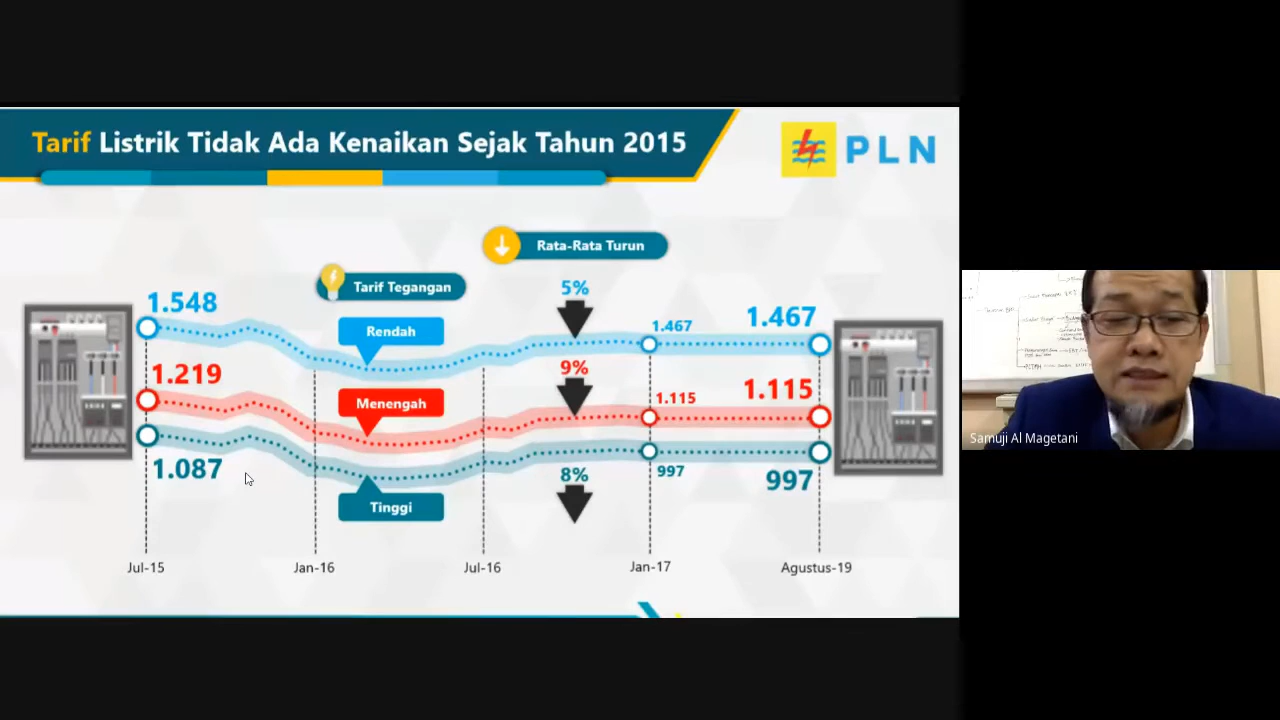 Tarif Listrik Tidak Ada Kenaikan Sejak Tahun 2015
PLN
Rata-Rata Turun
Tarif Tegangan
5%
1.548
Rendah
1.467
1.467
9%
1.219
Menengah
1.115
1.115
1.087
8%
997
997
Tinggi
Jul-15
Jan-16
Jul-16
Jan-17
Agustus-19
Samuji Al Magetani